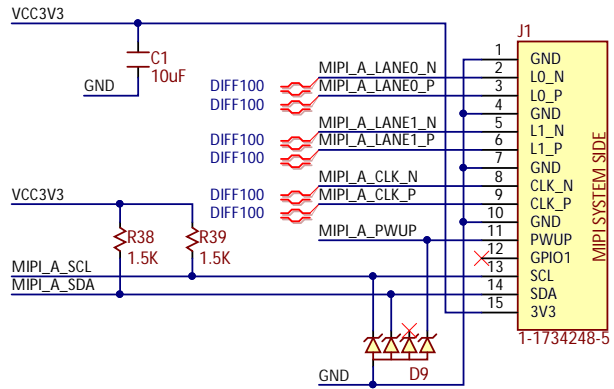 VCC3V3
C1
10uF
GND
J1
MIPI_A_LANE0_N
DIFF100
MIPI_A_LANE0_P
DIFF100
MIPI_A_LANE1_N
DIFF100
MIPI_A_LANE1_P
DIFF100
MIPI_A_CLK_N
DIFF100
MIPI_A_CLK_P
DIFF100
MIPI_A_PWUP
1 GND
2 L0_N
3 L0_P
4 GND
5 L1_N
6 L1_P
7 GND
8 CLK_N
9 CLK_P
10 GND
11 PWUP
12 GPIO1
13 SCL
14 SDA
15 3V3
MIPI SYSTEM SIDE
1-1734248-5
VCC3V3
R38
1.5K
R39
1.5K
MIPI_A_SCL
MIPI_A_SDA
D9
GND